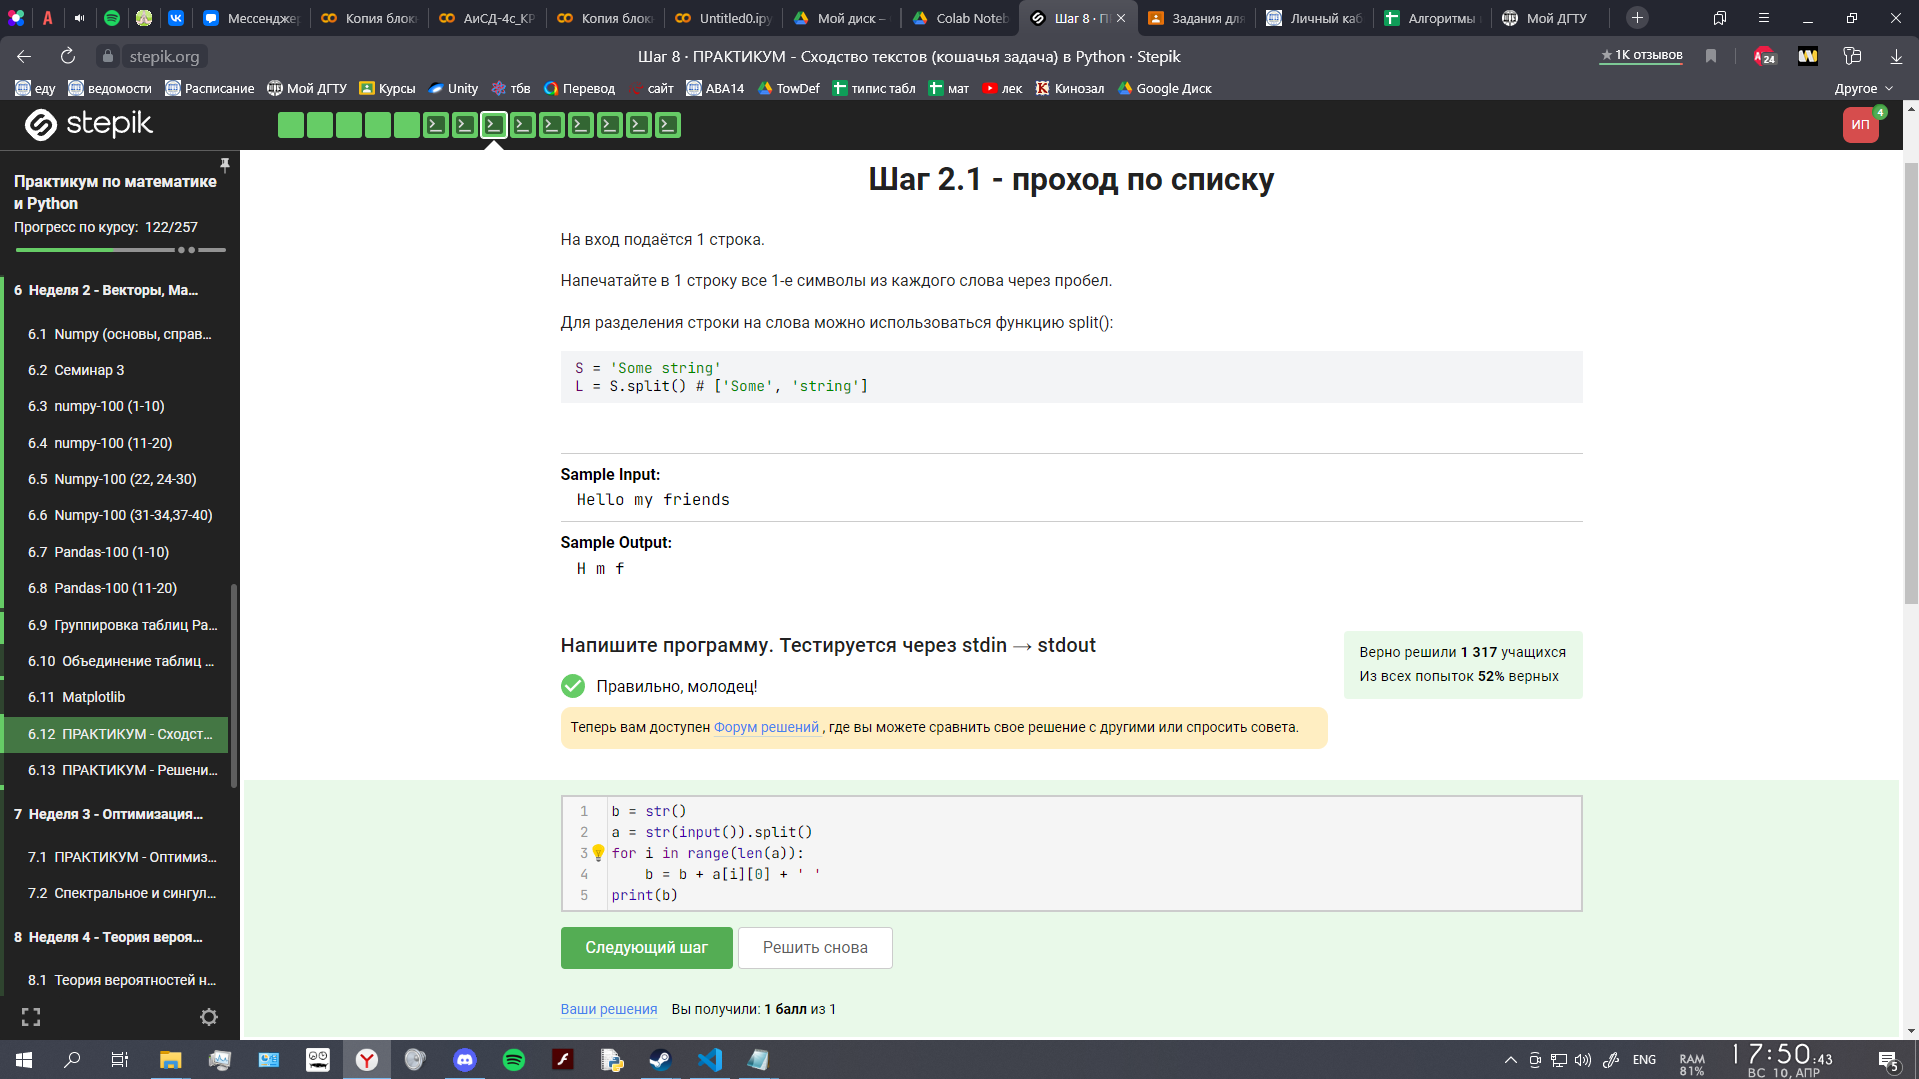 Мессендже
Копия блок
АиСД-4с_КР
Копия блок
Untitled0.ipy
Мой диск –
Colab Noteb
Шаг 8 · ПР
Задания для
Личный каб
Алгоритмы
Мой ДГТУ
stepik.org
Шаг 8 · ПРАКТИКУМ - Сходство текстов (кошачья задача) в Python · Stepik
★ 1K отзывов
24
еду
ведомости
Расписание
Мой ДГТУ
Курсы
Unity
тбв
Перевод
сайт
ABA14
TowDef
типис табл
мат
лек
Кинозал
Google Диск
Другое
stepik
ИП
4
Практикум по математике
и Python
Прогресс по курсу: 122/257
6 Неделя 2 - Векторы, Ма...
6.1 Numpy (основы, справ...
6.2 Семинар 3
6.3 numpy-100 (1-10)
6.4 numpy-100 (11-20)
6.5 Numpy-100 (22, 24-30)
6.6 Numpy-100 (31-34,37-40)
6.7 Pandas-100 (1-10)
6.8 Pandas-100 (11-20)
6.9 Группировка таблиц Pa...
6.10 Объединение таблиц ...
6.11 Matplotlib
6.12 ПРАКТИКУМ - Сходст...
6.13 ПРАКТИКУМ - Решени...
7 Неделя 3 - Оптимизация...
7.1 ПРАКТИКУМ - Оптимиз...
7.2 Спектральное и сингул...
8 Неделя 4 - Теория вероя...
8.1 Теория вероятностей н...
Шаг 2.1 - проход по списку
На вход подаётся 1 строка.
Напечатайте в 1 строку все 1-е символы из каждого слова через пробел.
Для разделения строки на слова можно использоваться функцию split():
S = 'Some string'
L = S.split() # ['Some', 'string']
Sample Input:
Hello my friends
Sample Output:
H m f
Напишите программу. Тестируется через stdin → stdout
Верно решили 1 317 учащихся
Из всех попыток 52% верных
Правильно, молодец!
Теперь вам доступен Форум решений , где вы можете сравнить свое решение с другими или спросить совета.
1 b = str()
2 a = str(input()).split()
3 for i in range(len(a)):
4 b = b + a[i][0] + ' '
5 print(b)
Следующий шаг
Решить снова
Ваши решения Вы получили: 1 балл из 1
ENG
RAM
81%
17:50:43
ВС 10, АПР
5